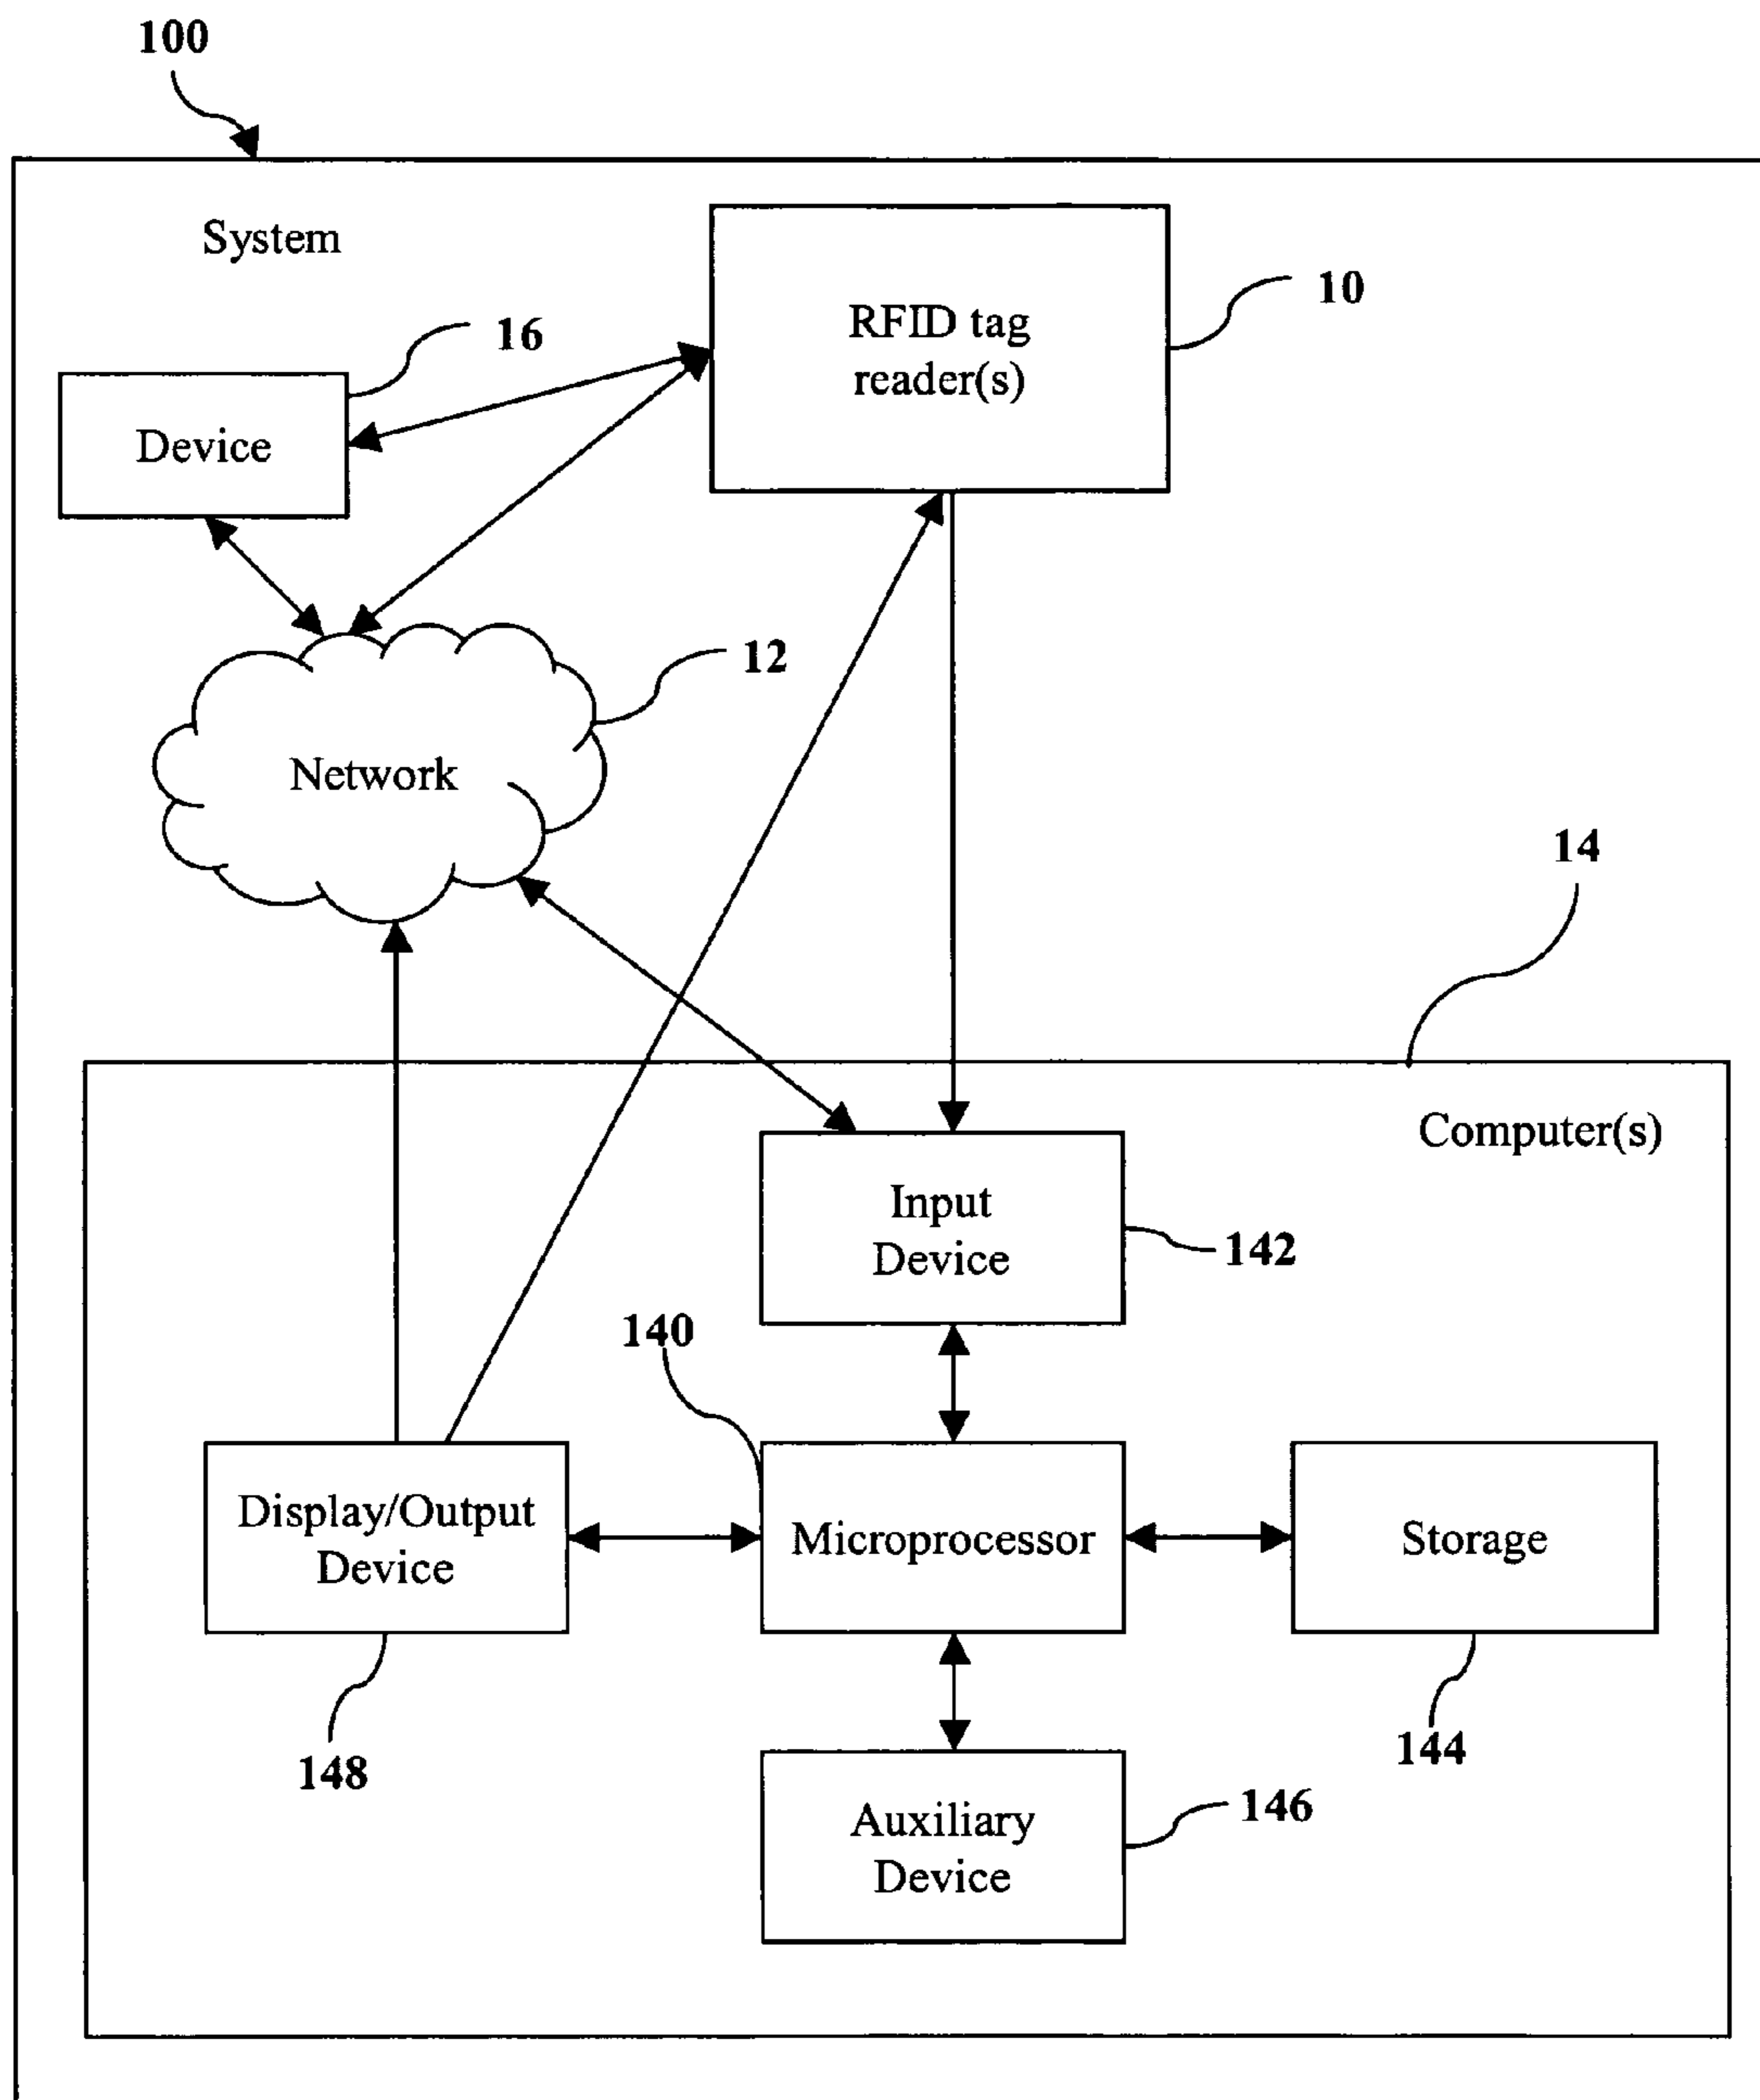 100
System
RFID tag
reader(s)
10
16
Device
12
Network
14
Computer(s)
Input
Device
142
140
Display/Output
Device
Microprocessor
Storage
148
144
Auxiliary
Device
146